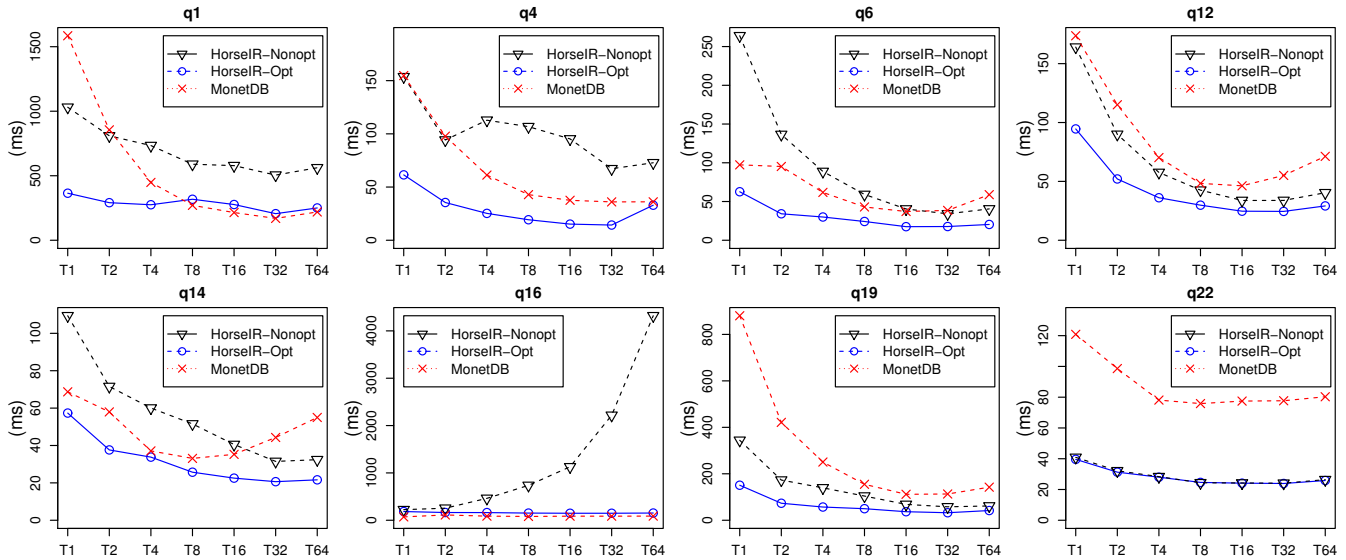 q1
(ms)
0
500
1000
1500
HorseIR−Nonopt
HorseIR−Opt
MonetDB
T1 T2 T4 T8 T16 T32 T64
q4
(ms)
0
50
100
150
HorseIR−Nonopt
HorseIR−Opt
MonetDB
T1 T2 T4 T8 T16 T32 T64
q6
(ms)
0
50
100
150
200
250
HorseIR−Nonopt
HorseIR−Opt
MonetDB
T1 T2 T4 T8 T16 T32 T64
q12
(ms)
0
50
100
150
HorseIR−Nonopt
HorseIR−Opt
MonetDB
T1 T2 T4 T8 T16 T32 T64
q14
(ms)
0
20
40
60
80
100
HorseIR−Nonopt
HorseIR−Opt
MonetDB
T1 T2 T4 T8 T16 T32 T64
q16
(ms)
0
1000
2000
3000
4000
HorseIR−Nonopt
HorseIR−Opt
MonetDB
T1 T2 T4 T8 T16 T32 T64
q19
(ms)
0
200
400
600
800
HorseIR−Nonopt
HorseIR−Opt
MonetDB
T1 T2 T4 T8 T16 T32 T64
q22
(ms)
0
20
40
60
80
120
HorseIR−Nonopt
HorseIR−Opt
MonetDB
T1 T2 T4 T8 T16 T32 T64